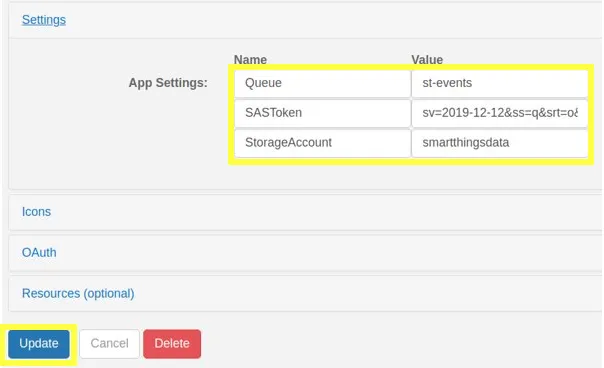 Settings
Name Value
App Settings: Queue st-events
SASToken sv=2019-12-12&ss=q&srt=o&
StorageAccount smartthingsdata
Icons
OAuth
Resources (optional)
Update Cancel Delete